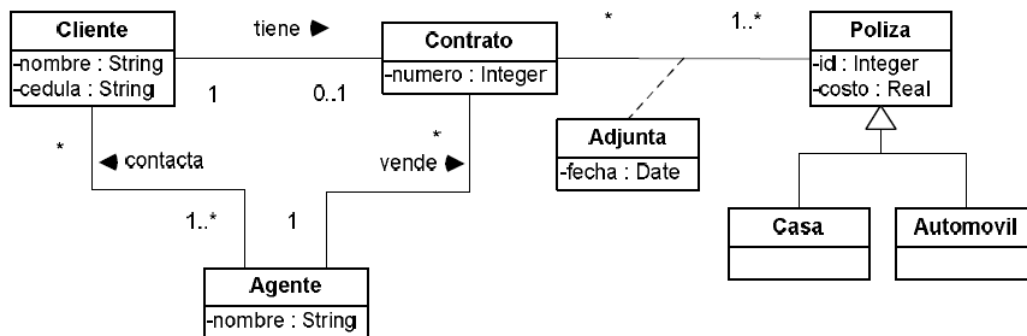 Cliente
-nombre : String
-cedula : String
tiene ►
1
0..1
Contrato
-numero : Integer
*
1..*
Poliza
-id : Integer
-costo : Real
Adjunta
-fecha : Date
*
◄ contacta
1..*
*
vende ►
1
Casa
Automovil
Agente
-nombre : String